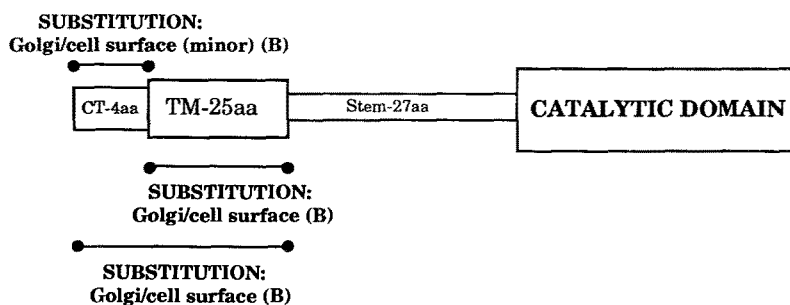 SUBSTITUTION:
Golgi/cell surface (minor) (B)
CT-4aa
TM-25aa
Stem-27aa
CATALYTIC DOMAIN
SUBSTITUTION:
Golgi/cell surface (B)
SUBSTITUTION:
Golgi/cell surface (B)